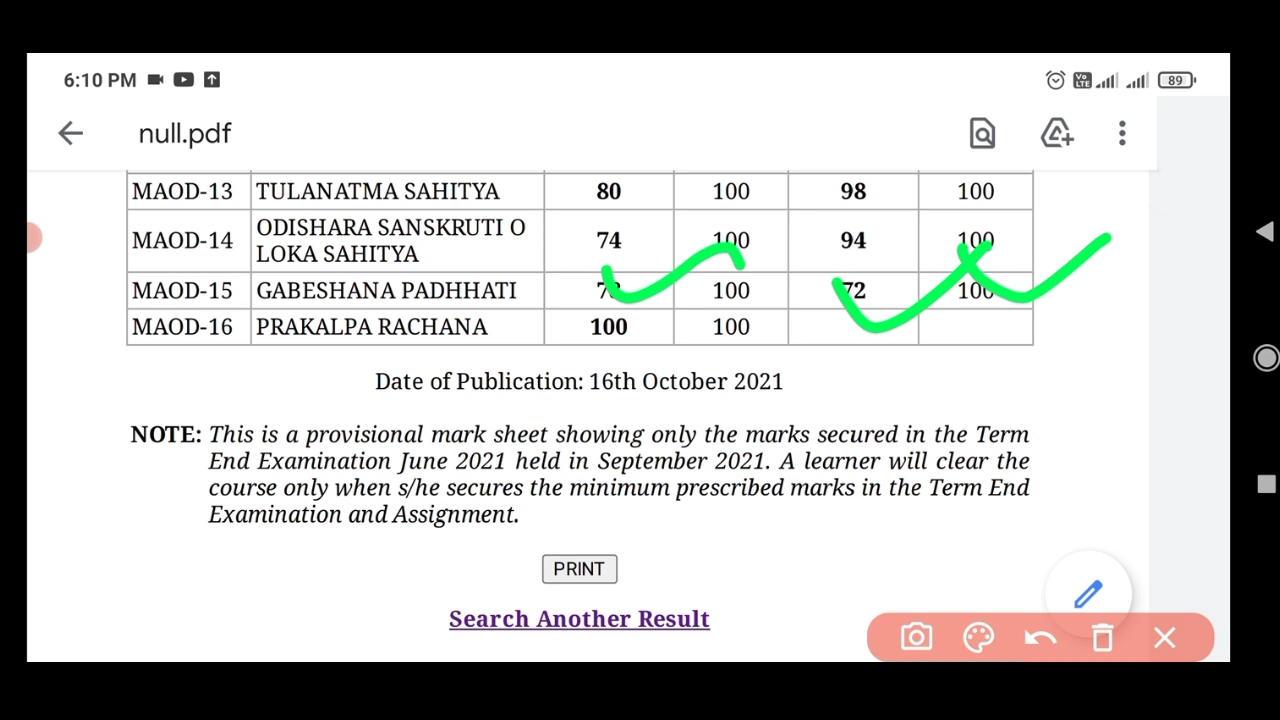 6:10 PM Vo LTE 89
null.pdf
MAOD-13 TULANATMA SAHITYA 80 100 98 100
MAOD-14 ODISHARA SANSKRUTI O LOKA SAHITYA 74 100 94 100
MAOD-15 GABESHANA PADHHATI 100 72 100
MAOD-16 PRAKALPA RACHANA 100 100
Date of Publication: 16th October 2021
NOTE: This is a provisional mark sheet showing only the marks secured in the Term
End Examination June 2021 held in September 2021. A learner will clear the
course only when s/he secures the minimum prescribed marks in the Term End
Examination and Assignment.
PRINT
Search Another Result